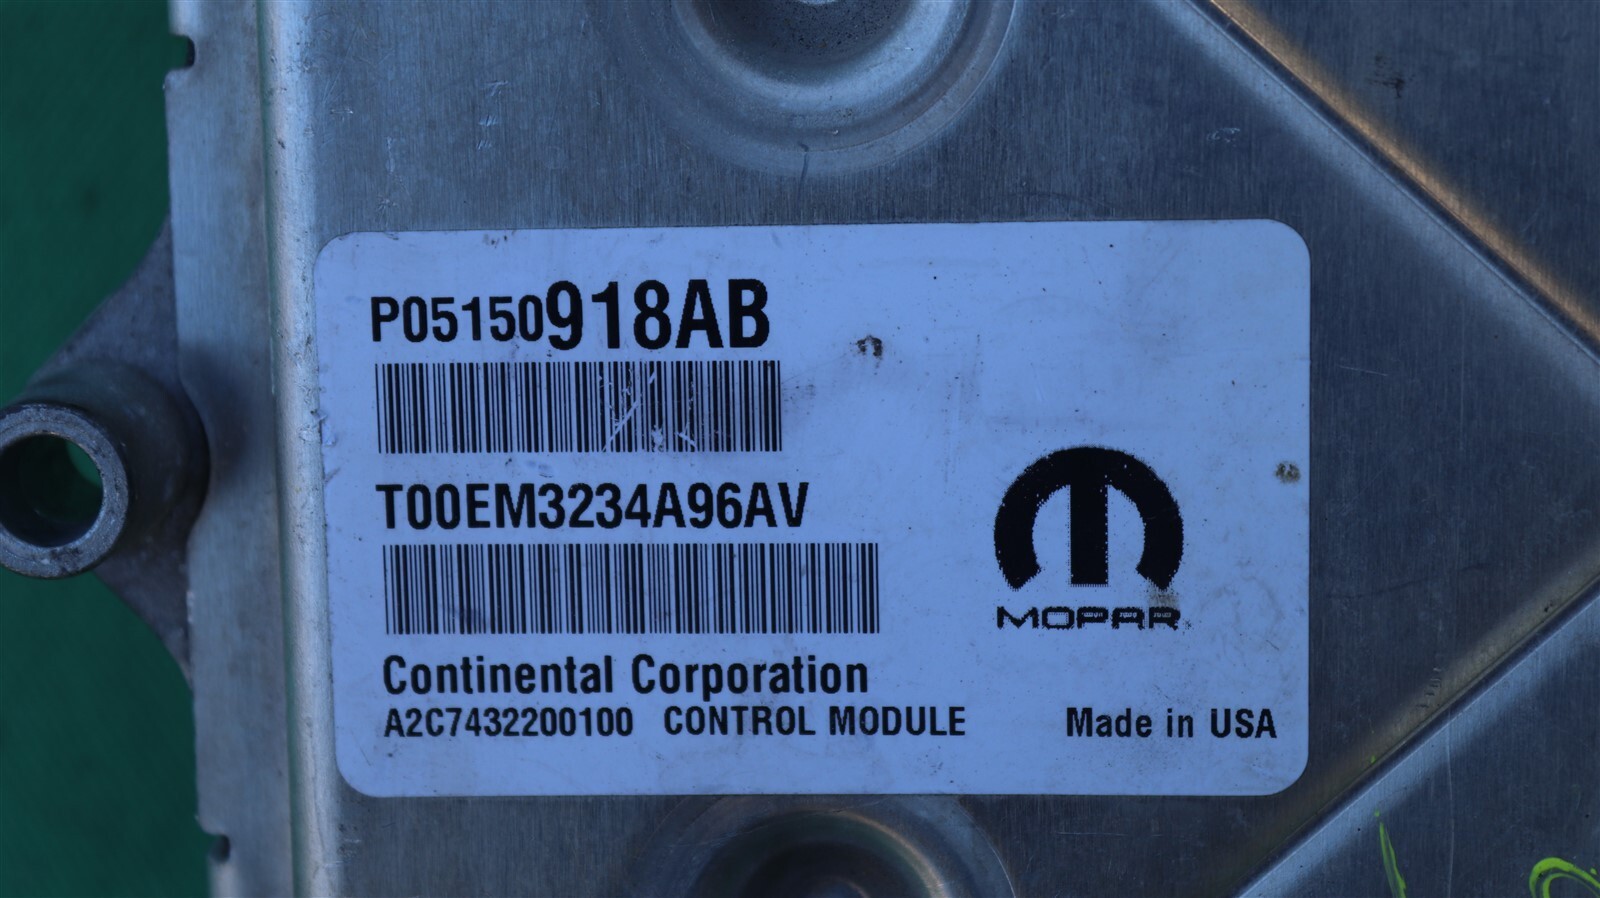 P05150918AB
T00EM3234A96AV
MOPAR
Continental Corporation
A2C7432200100 CONTROL MODULE
Made in USA